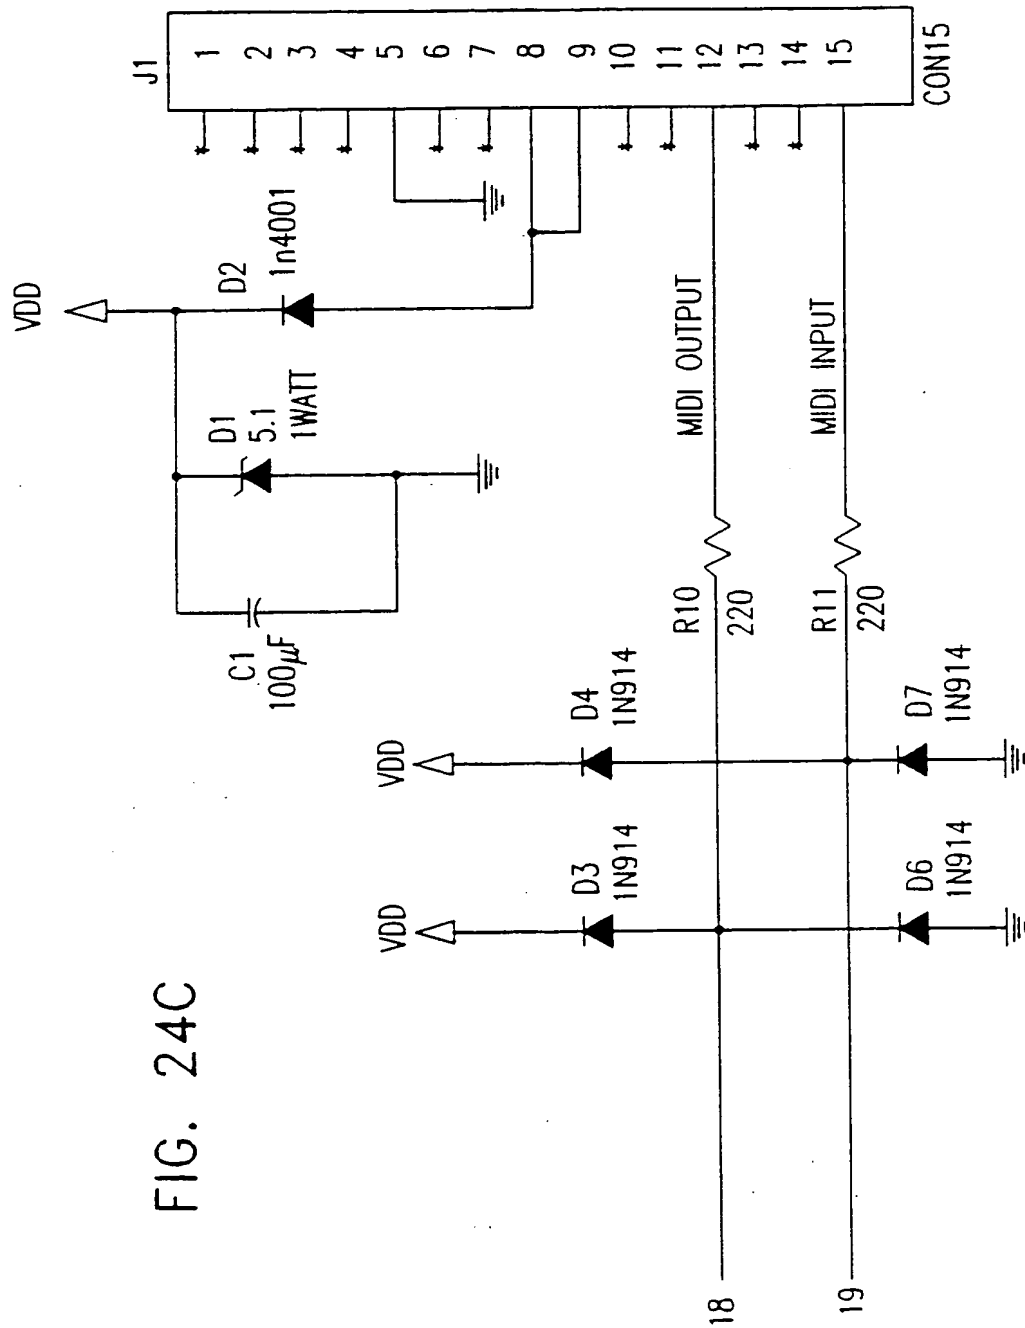 FIG. 24C
J1
1
2
3
4
5
6
7
8
9
10
11
12
13
14
15
CON15
*
*
*
*
*
*
*
*
*
*
VDD
D2
1n4001
D1
5.1
1WATT
C1
100µF
MIDI OUTPUT
MIDI INPUT
R10
220
R11
220
VDD
D4
1N914
D7
1N914
VDD
D3
1N914
D6
1N914
18
19